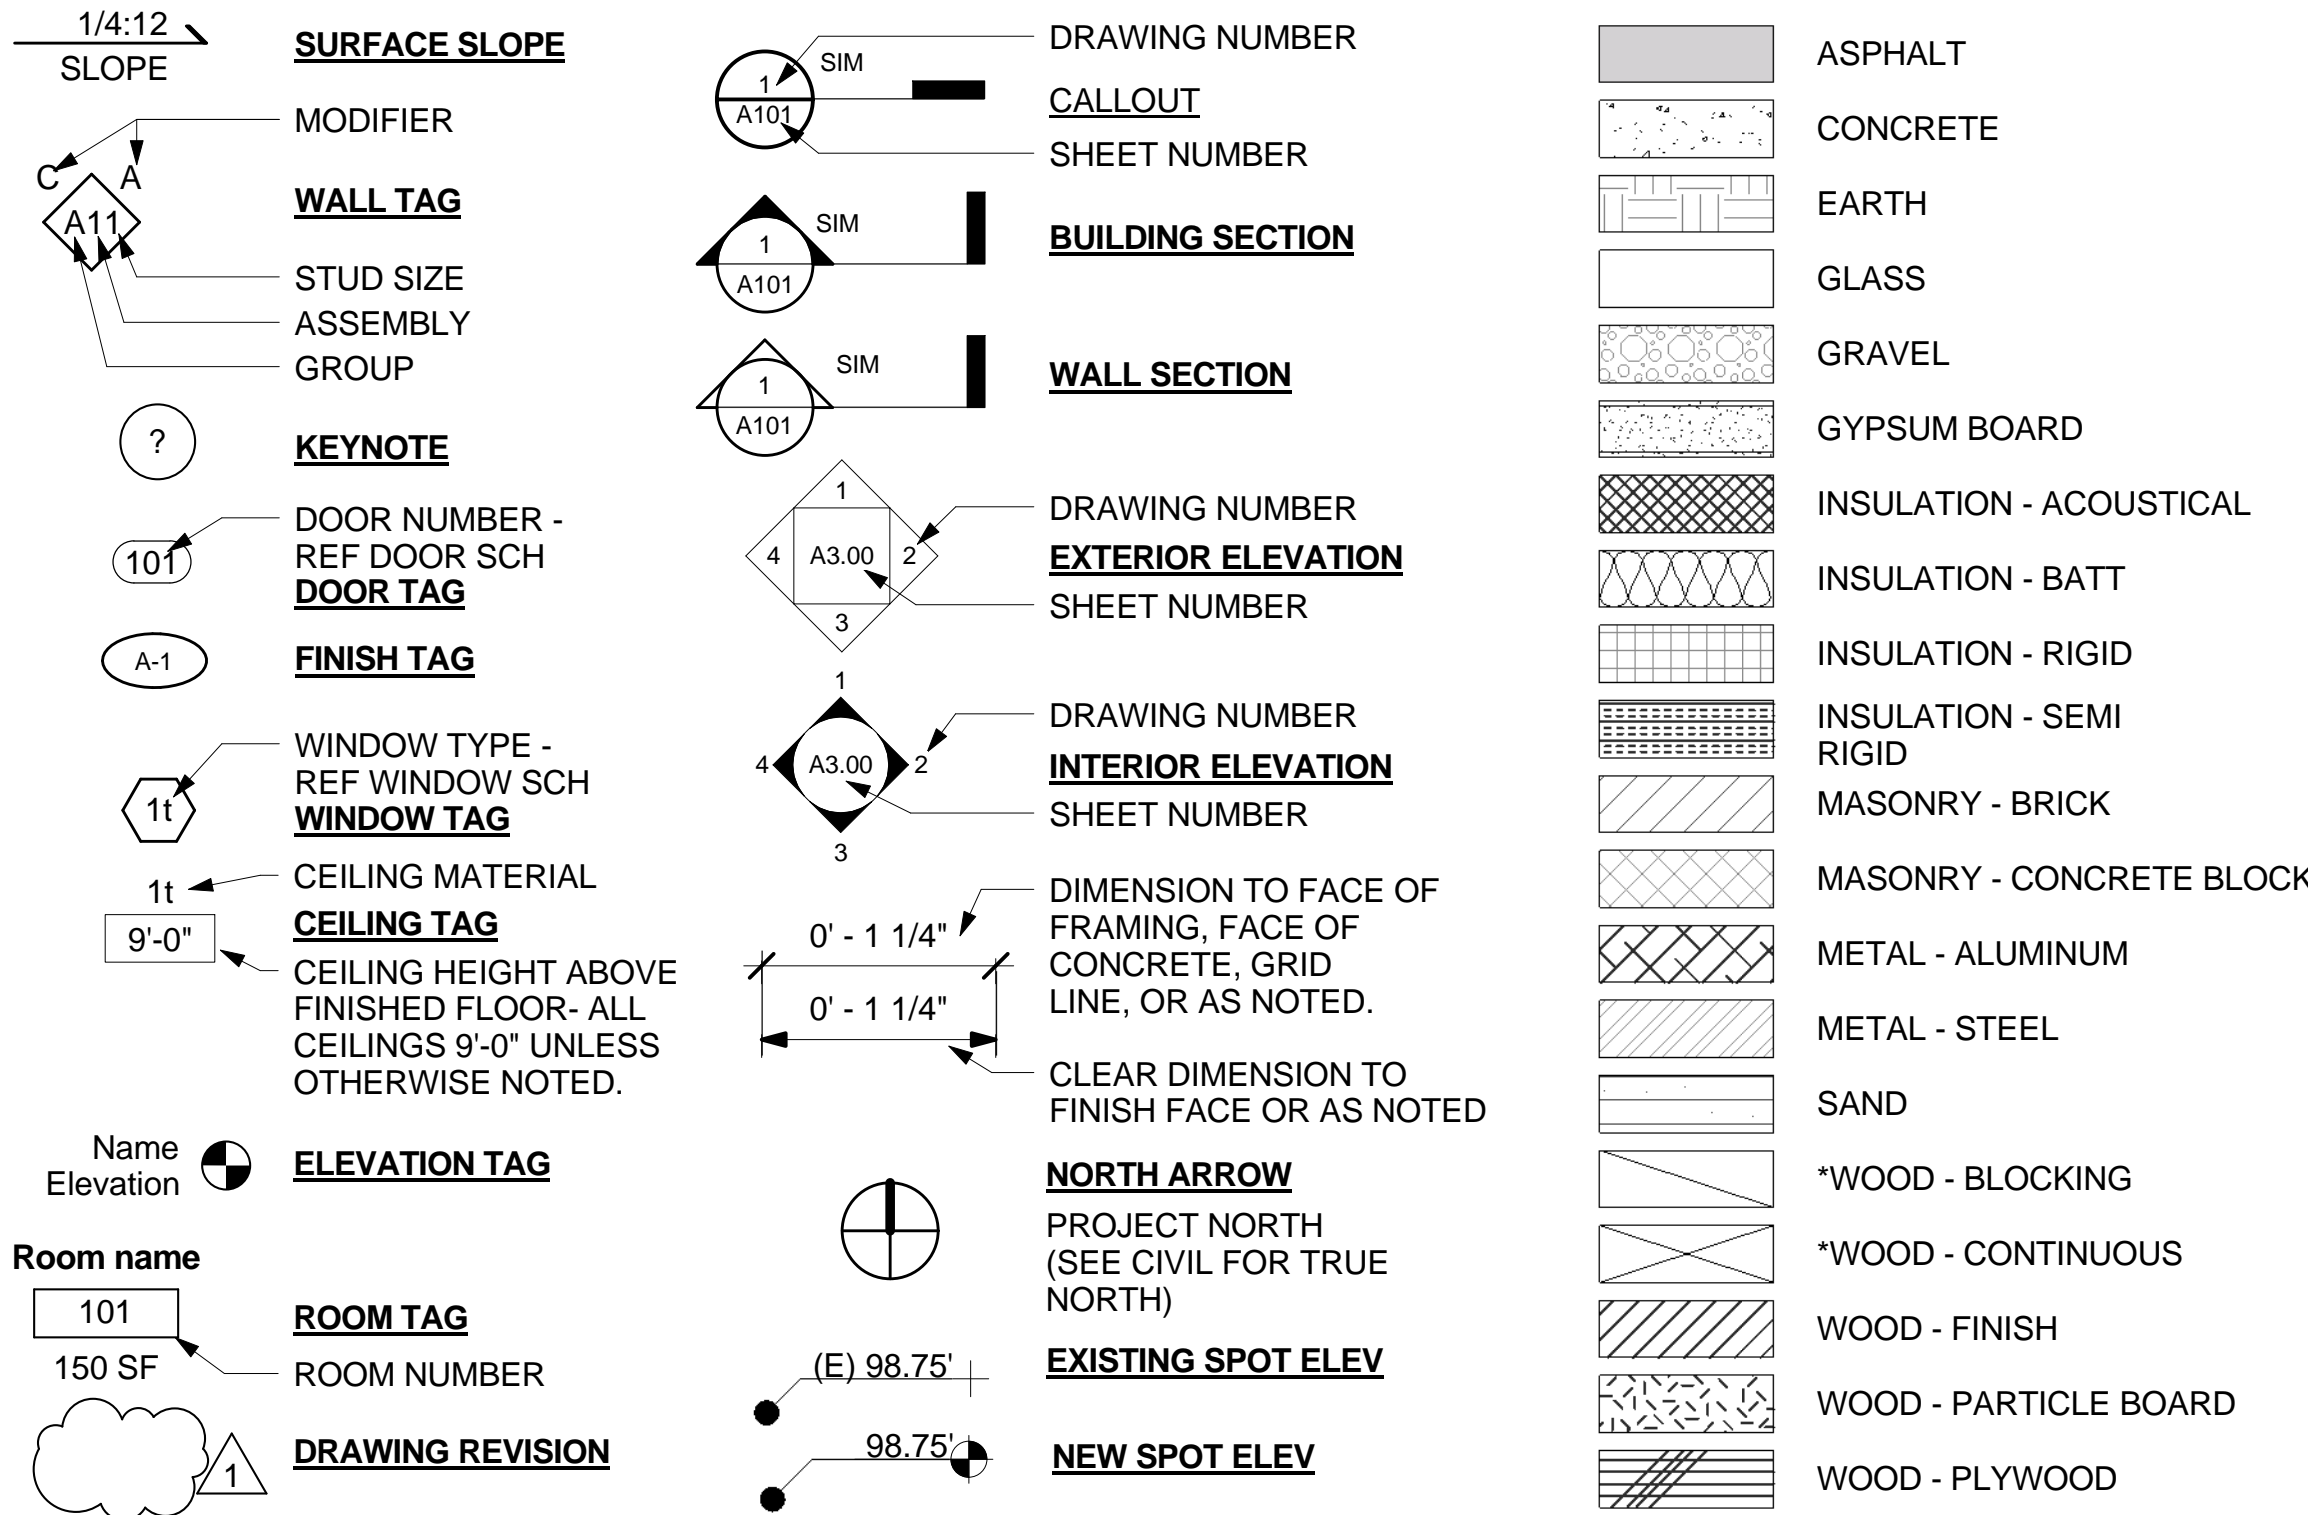 1/4:12
SLOPE
SURFACE SLOPE
MODIFIER
C
A
A11
WALL TAG
STUD SIZE
ASSEMBLY
GROUP
?
KEYNOTE
101
DOOR NUMBER -
REF DOOR SCH
DOOR TAG
A-1
FINISH TAG
WINDOW TYPE -
REF WINDOW SCH
WINDOW TAG
1t
1t
CEILING MATERIAL
CEILING TAG
9'-0"
CEILING HEIGHT ABOVE
FINISHED FLOOR- ALL
CEILINGS 9'-0" UNLESS
OTHERWISE NOTED.
Name
Elevation
ELEVATION TAG
Room name
101
150 SF
ROOM TAG
ROOM NUMBER
1
DRAWING REVISION
DRAWING NUMBER
1
SIM
A101
CALLOUT
SHEET NUMBER
SIM
1
A101
BUILDING SECTION
SIM
1
A101
WALL SECTION
1
4
A3.00
2
3
DRAWING NUMBER
EXTERIOR ELEVATION
SHEET NUMBER
1
4
A3.00
2
3
DRAWING NUMBER
INTERIOR ELEVATION
SHEET NUMBER
0' - 1 1/4"
0' - 1 1/4"
DIMENSION TO FACE OF
FRAMING, FACE OF
CONCRETE, GRID
LINE, OR AS NOTED.
CLEAR DIMENSION TO
FINISH FACE OR AS NOTED
NORTH ARROW
PROJECT NORTH
(SEE CIVIL FOR TRUE
NORTH)
(E) 98.75'
EXISTING SPOT ELEV
98.75'
NEW SPOT ELEV
ASPHALT
CONCRETE
EARTH
GLASS
GRAVEL
GYPSUM BOARD
INSULATION - ACOUSTICAL
INSULATION - BATT
INSULATION - RIGID
INSULATION - SEMI
RIGID
MASONRY - BRICK
MASONRY - CONCRETE BLOCK
METAL - ALUMINUM
METAL - STEEL
SAND
*WOOD - BLOCKING
*WOOD - CONTINUOUS
WOOD - FINISH
WOOD - PARTICLE BOARD
WOOD - PLYWOOD